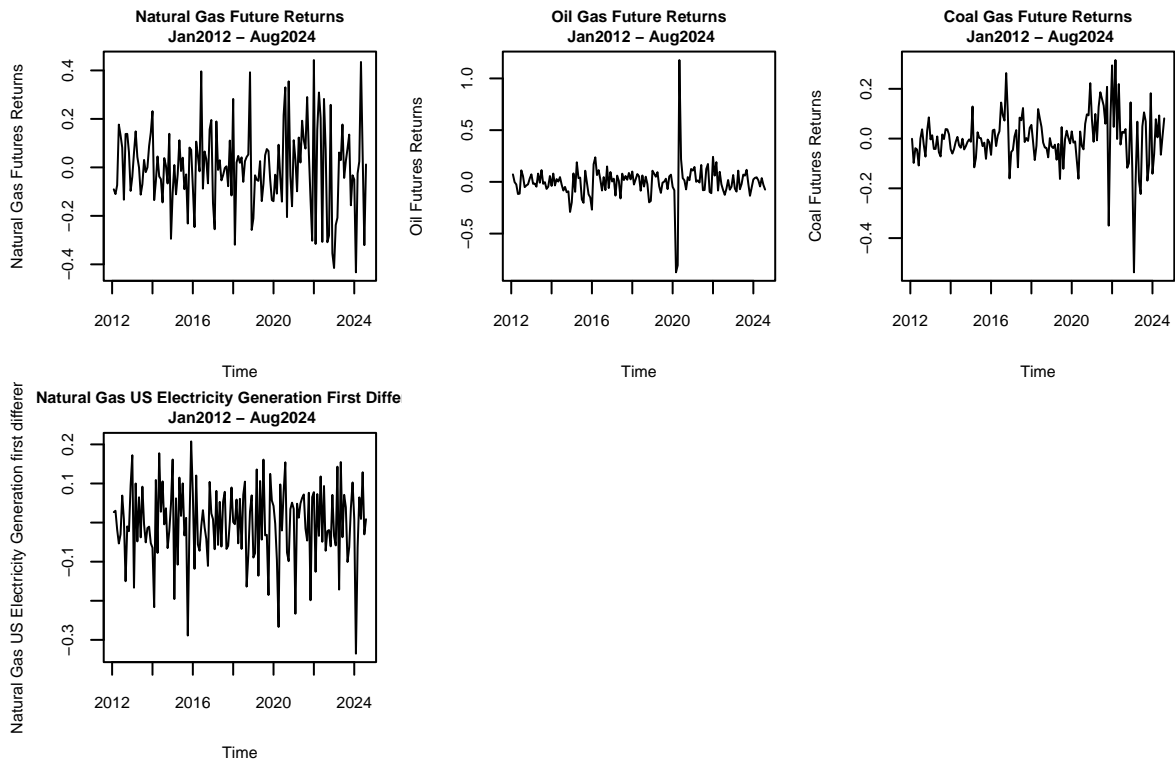 Natural Gas Future Returns
Jan2012 – Aug2024
Natural Gas Futures Returns
0.4
0.2
0.0
−0.2
−0.4
2012 2016 2020 2024
Time
Oil Gas Future Returns
Jan2012 – Aug2024
Oil Futures Returns
1.0
0.5
0.0
−0.5
2012 2016 2020 2024
Time
Coal Gas Future Returns
Jan2012 – Aug2024
Coal Futures Returns
0.2
0.0
−0.2
−0.4
2012 2016 2020 2024
Time
Natural Gas US Electricity Generation First Diffe
Jan2012 – Aug2024
Natural Gas US Electricity Generation first differer
0.2
0.1
−0.1
−0.3
2012 2016 2020 2024
Time